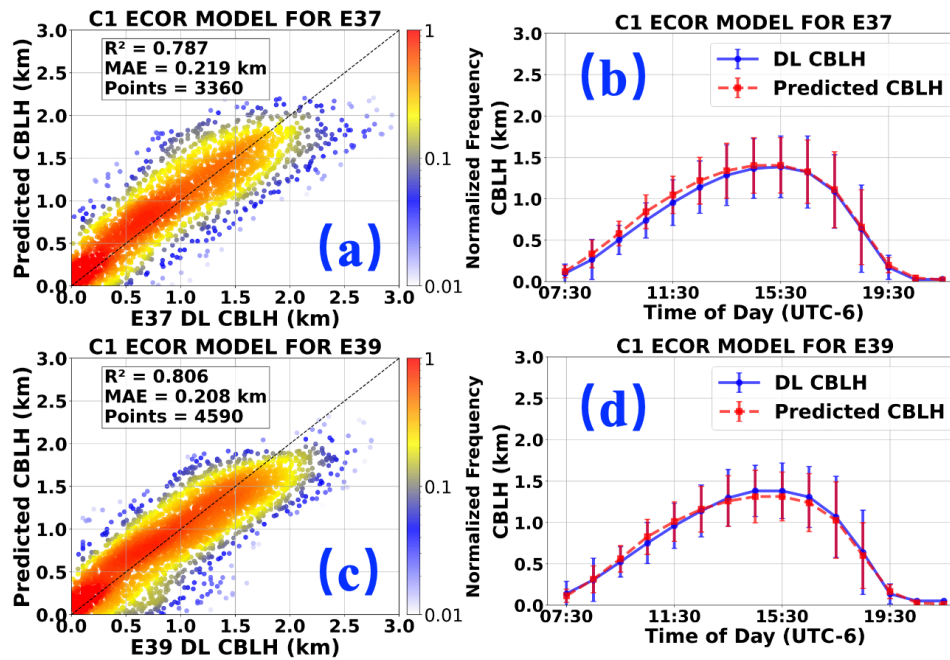 C1 ECOR MODEL FOR E37
R² = 0.787
MAE = 0.219 km
Points = 3360
Predicted CBLH (km)
3.0
2.5
2.0
1.5
1.0
0.5
0.0
0.0 0.5 1.0 1.5 2.0 2.5 3.0
E37 DL CBLH (km)
(a)
1
0.1
0.01
Normalized Frequency
C1 ECOR MODEL FOR E37
DL CBLH
Predicted CBLH
(b)
CBLH (km)
3.0
2.5
2.0
1.5
1.0
0.5
0.0
07:30 11:30 15:30 19:30
Time of Day (UTC-6)
C1 ECOR MODEL FOR E39
R² = 0.806
MAE = 0.208 km
Points = 4590
Predicted CBLH (km)
3.0
2.5
2.0
1.5
1.0
0.5
0.0
0.0 0.5 1.0 1.5 2.0 2.5 3.0
E39 DL CBLH (km)
(c)
1
0.1
0.01
Normalized Frequency
C1 ECOR MODEL FOR E39
DL CBLH
Predicted CBLH
(d)
CBLH (km)
3.0
2.5
2.0
1.5
1.0
0.5
0.0
07:30 11:30 15:30 19:30
Time of Day (UTC-6)